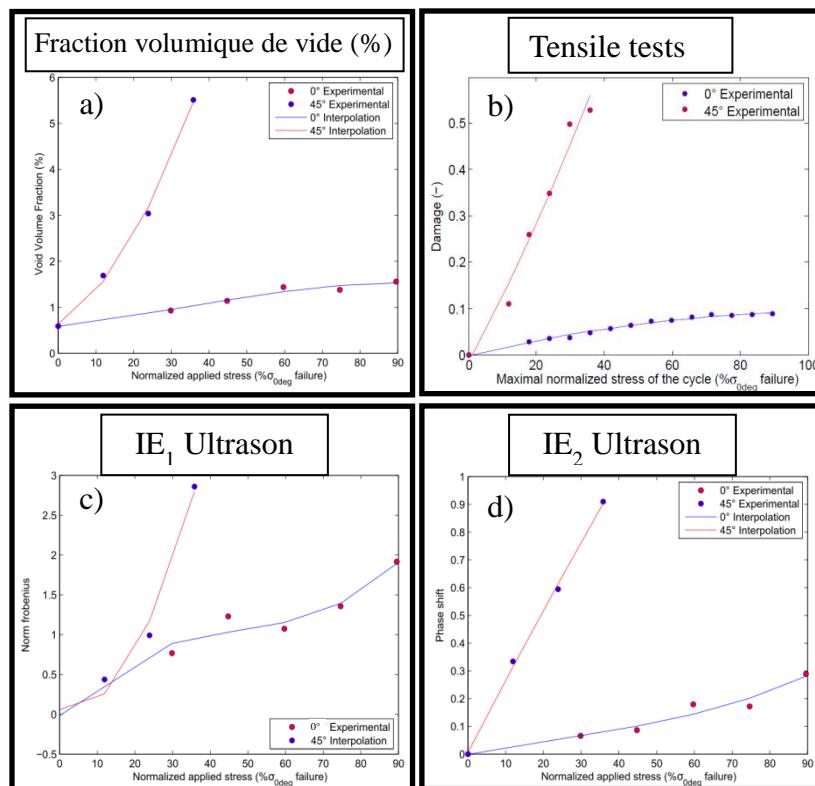 Fraction volumique de vide (%)
a)
0° Experimental
45° Experimental
0° Interpolation
45° Interpolation
Void Volume Fraction (%)
6
5
4
3
2
1
0
0 10 20 30 40 50 60 70 80 90
Normalized applied stress (%σ0deg failure)
Tensile tests
b)
0° Experimental
45° Experimental
Damage (−)
0.5
0.4
0.3
0.2
0.1
0
0 20 40 60 80 100
Maximal normalized stress of the cycle (%σ0deg failure)
IE1 Ultrason
c)
Norm frobenius
3
2.5
2
1.5
1
0.5
0
−0.5
0 10 20 30 40 50 60 70 80 90
0° Experimental
45° Interpolation
Normalized applied stress (%σ0deg failure)
IE2 Ultrason
d)
0° Experimental
45° Experimental
0° Interpolation
45° Interpolation
Phase shift
1
0.9
0.8
0.7
0.6
0.5
0.4
0.3
0.2
0.1
0
0 10 20 30 40 50 60 70 80 90
Normalized applied stress (%σ0deg failure)